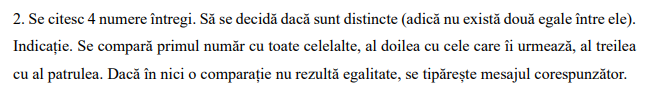 2. Se citesc 4 numere întregi. Să se decidă dacă sunt distincte (adică nu există două egale între ele).
Indicație. Se compară primul număr cu toate celelalte, al doilea cu cele care îi urmează, al treilea
cu al patrulea. Dacă în nici o comparație nu rezultă egalitate, se tipărește mesajul corespunzător.